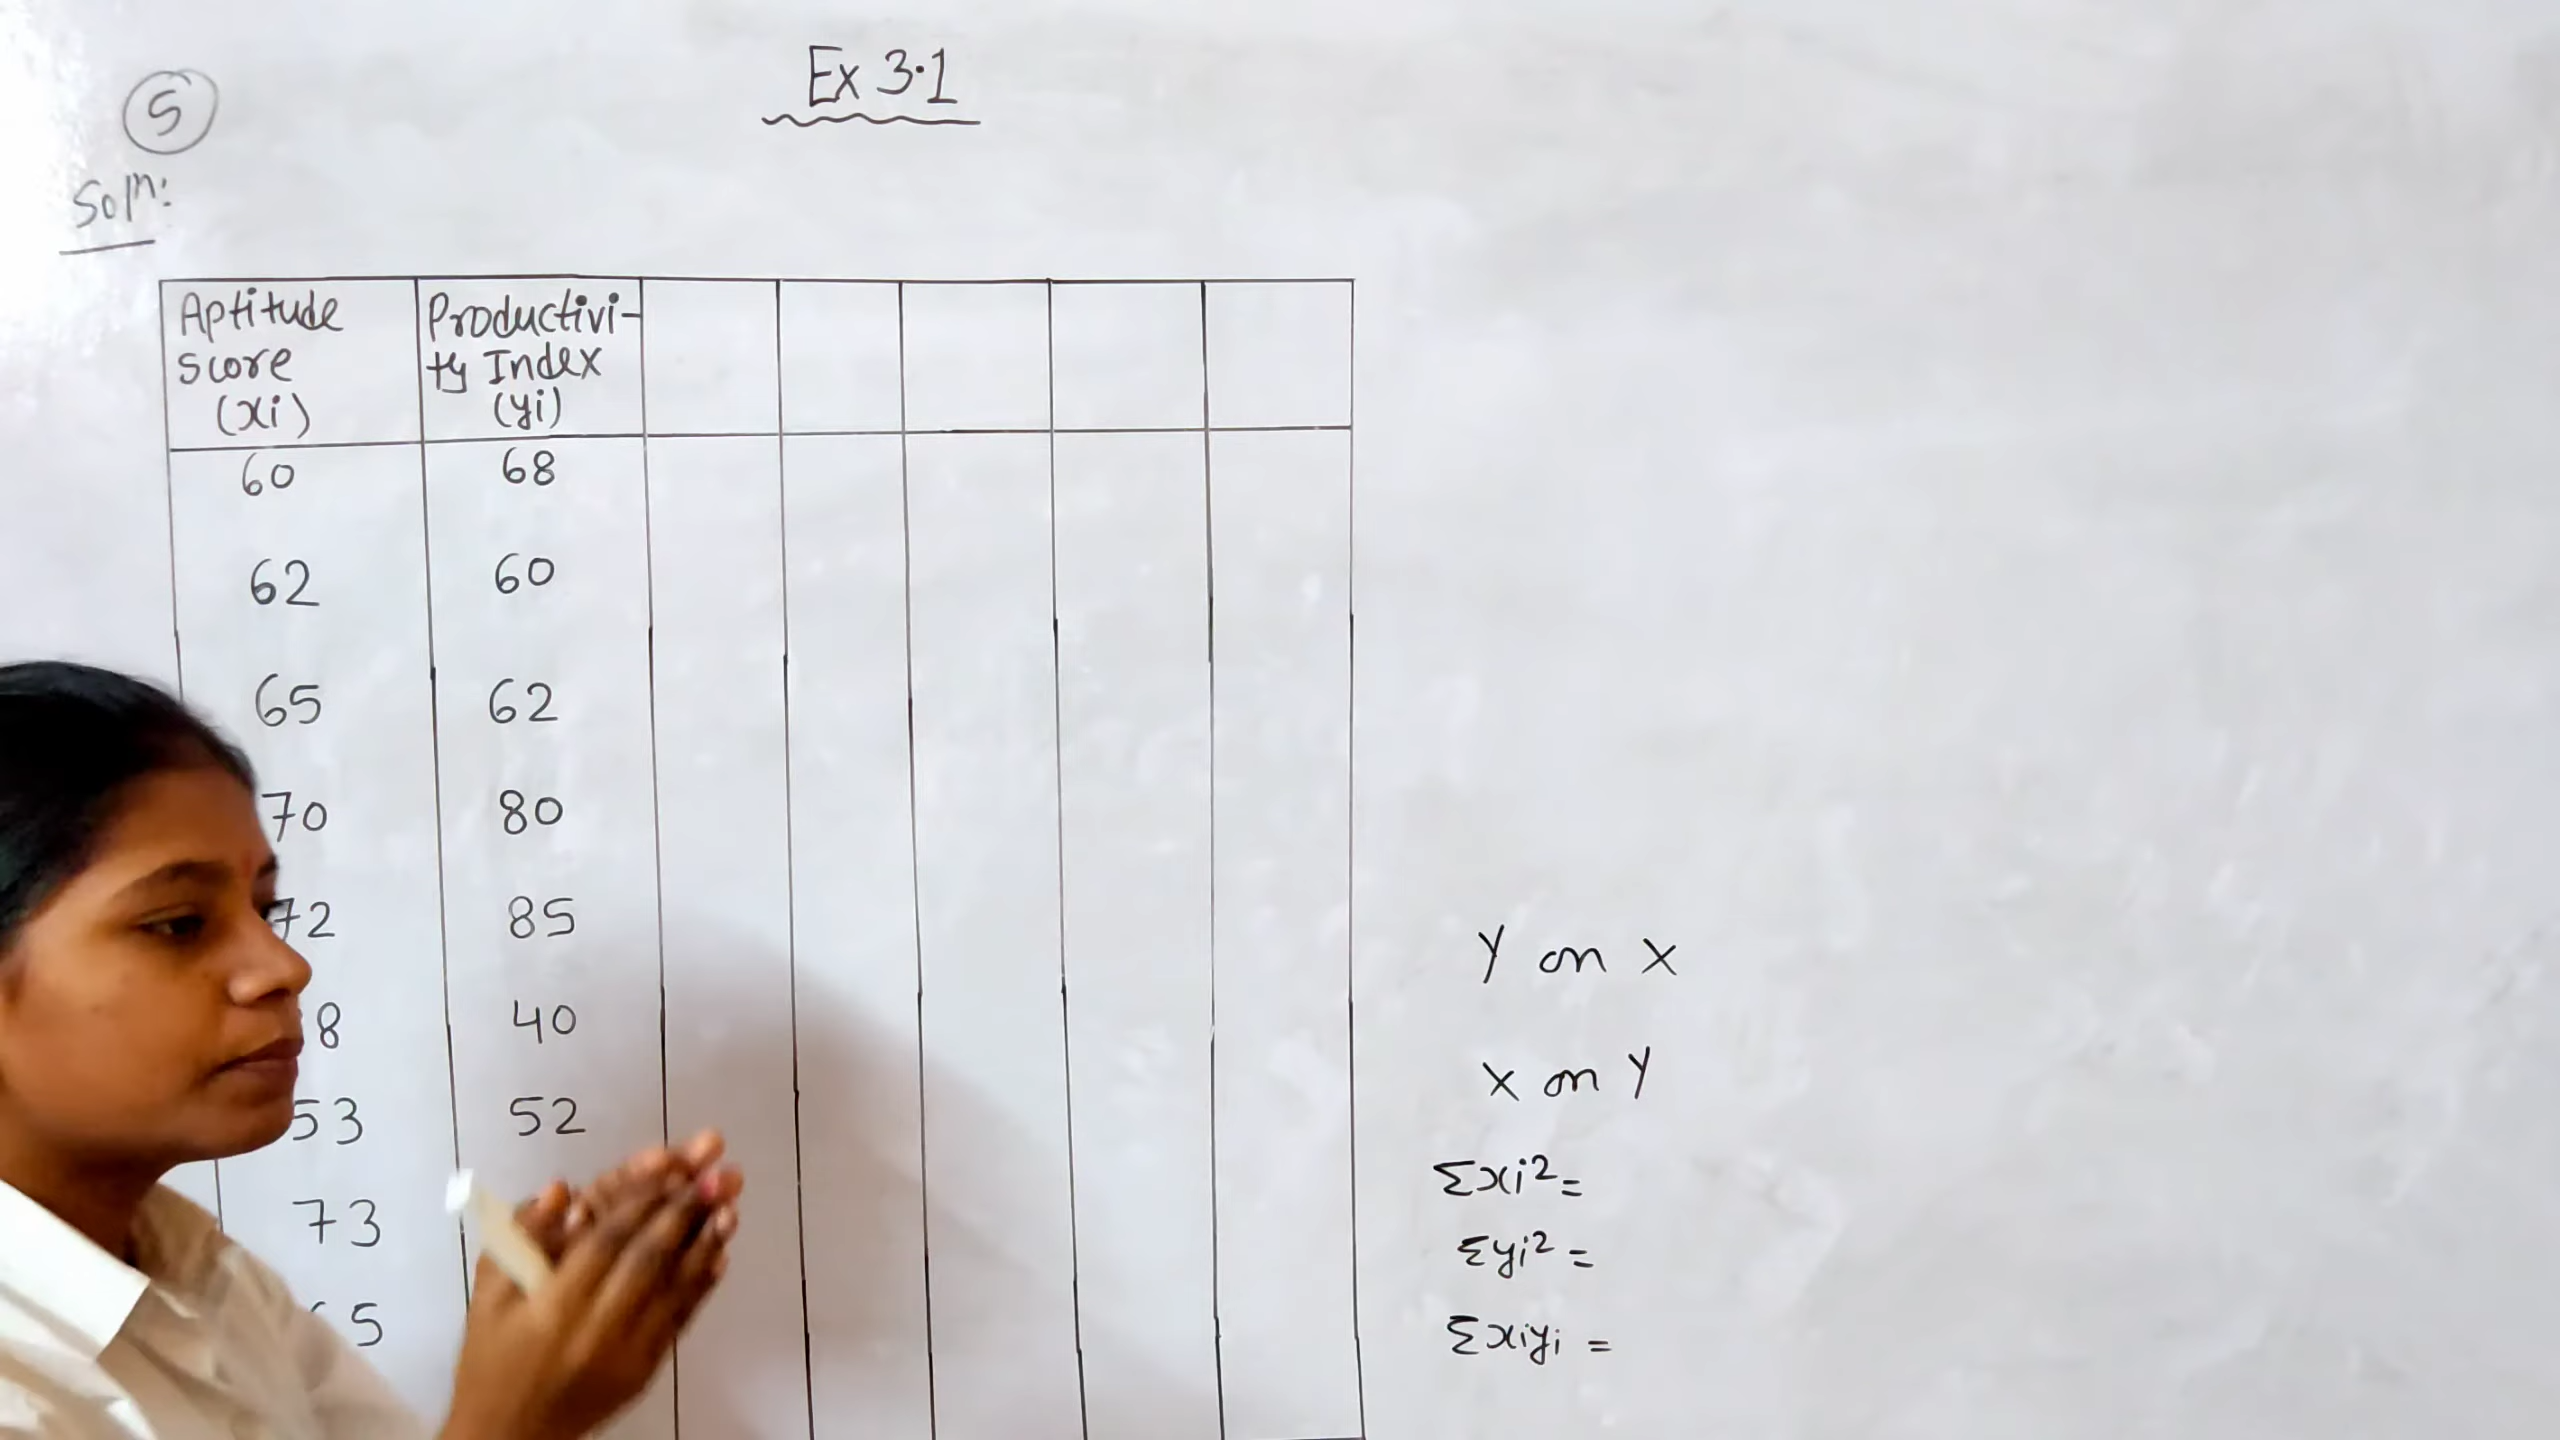 Ex 3.1
5
Soln:
Aptitude
score
(xi)
Productivi-
ty Index
(yi)
60 68
62 60
65 62
70 80
72 85
8 40
53 52
73
5
Y on X
X on Y
Σxi²=
Σyi² =
Σxiyi =